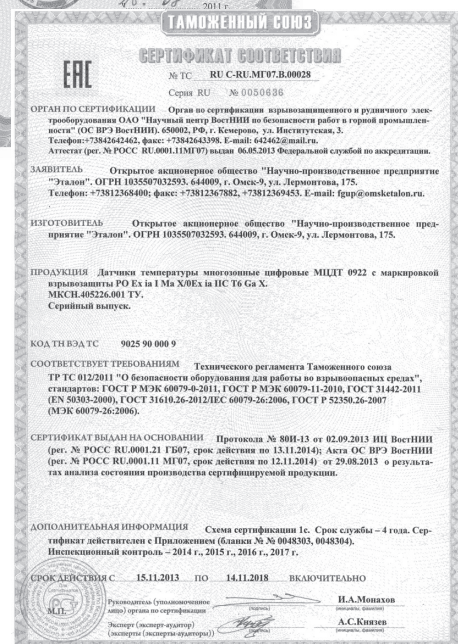 2011 г.
ТАМОЖЕННЫЙ СОЮЗ
ЕАС
СЕРТИФИКАТ СООТВЕТСТВИЯ
№ ТС RU C-RU.МГ07.В.00028
Серия RU № 0050636
ОРГАН ПО СЕРТИФИКАЦИИ Орган по сертификации взрывозащищенного и рудничного элек-
трооборудования ОАО "Научный центр ВостНИИ по безопасности работ в горной промышлен-
ности" (ОС ВРЭ ВостНИИ). 650002, РФ, г. Кемерово, ул. Институтская, 3.
Телефон:+73842642462, факс: +73842643398. E-mail: 642462@mail.ru.
Аттестат (рег. № РОСС RU.0001.11МГ07) выдан 06.05.2013 Федеральной службой по аккредитации.
ЗАЯВИТЕЛЬ Открытое акционерное общество "Научно-производственное предприятие
"Эталон". ОГРН 1035507032593. 644009, г. Омск-9, ул. Лермонтова, 175.
Телефон: +73812368400; факс: +73812367882, +73812369453. E-mail: fgup@omsketalon.ru.
ИЗГОТОВИТЕЛЬ Открытое акционерное общество "Научно-производственное пред-
приятие "Эталон". ОГРН 1035507032593. 644009, г. Омск-9, ул. Лермонтова, 175.
ПРОДУКЦИЯ Датчики температуры многозонные цифровые МЦДТ 0922 с маркировкой
взрывозащиты PO Ex ia I Ma X/0Ex ia IIC T6 Ga X.
МКСН.405226.001 ТУ.
Серийный выпуск.
КОД ТН ВЭД ТС 9025 90 000 9
СООТВЕТСТВУЕТ ТРЕБОВАНИЯМ Технического регламента Таможенного союза
ТР ТС 012/2011 "О безопасности оборудования для работы во взрывоопасных средах",
стандартов: ГОСТ Р МЭК 60079-0-2011, ГОСТ Р МЭК 60079-11-2010, ГОСТ 31442-2011
(EN 50303-2000), ГОСТ 31610.26-2012/IEC 60079-26:2006, ГОСТ Р 52350.26-2007
(МЭК 60079-26:2006).
СЕРТИФИКАТ ВЫДАН НА ОСНОВАНИИ Протокола № 80И-13 от 02.09.2013 ИЦ ВостНИИ
(рег. № РОСС RU.0001.21 ГБ07, срок действия по 13.11.2014); Акта ОС ВРЭ ВостНИИ
(рег. № РОСС RU.0001.11 МГ07, срок действия по 12.11.2014) от 29.08.2013 о результа-
тах анализа состояния производства сертифицируемой продукции.
ДОПОЛНИТЕЛЬНАЯ ИНФОРМАЦИЯ Схема сертификации 1с. Срок службы – 4 года. Сер-
тификат действителен с Приложением (бланки № № 0048303, 0048304).
Инспекционный контроль – 2014 г., 2015 г., 2016 г., 2017 г.
СРОК ДЕЙСТВИЯ С 15.11.2013 ПО 14.11.2018 ВКЛЮЧИТЕЛЬНО
М.П.
Руководитель (уполномоченное
лицо) органа по сертификации
(подпись)
И.А.Монахов
(инициалы, фамилия)
Эксперт (эксперт-аудитор)
(эксперты (эксперты-аудиторы))
(подпись)
А.С.Князев
(инициалы, фамилия)